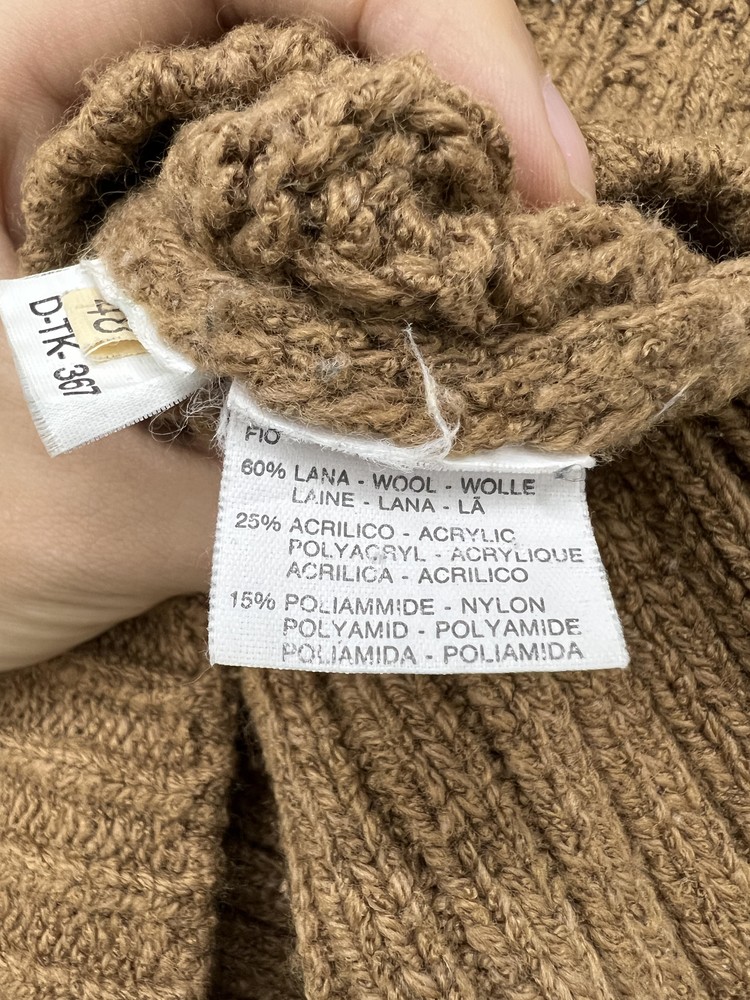 40
D-TK-367
FIO
60% LANA - WOOL - WOLLE
LAINE - LANA - LÃ
25% ACRILICO - ACRYLIC
POLYACRYL - ACRYLIQUE
ACRILICA - ACRILICO
15% POLIAMMIDE - NYLON
POLYAMID - POLYAMIDE
POLIAMIDA - POLIAMIDA